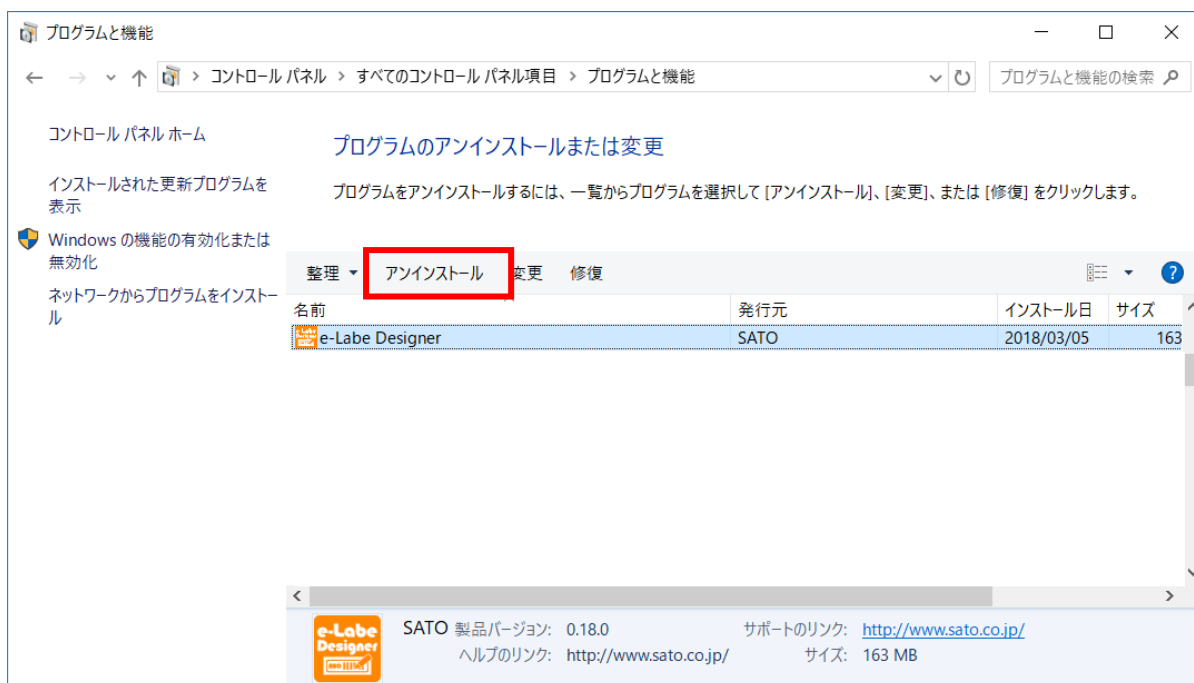 プログラムと機能
コントロール パネル > すべてのコントロール パネル項目 > プログラムと機能
プログラムと機能の検索
コントロール パネル ホーム
インストールされた更新プログラムを
表示
Windows の機能の有効化または
無効化
ネットワークからプログラムをインストー
ル
プログラムのアンインストールまたは変更
プログラムをアンインストールするには、一覧からプログラムを選択して [アンインストール]、[変更]、または [修復] をクリックします。
整理 アンインストール 変更 修復 ?
名前 発行元 インストール日 サイズ
e-Labe Designer SATO 2018/03/05 163
e-Labe
Designer
SATO 製品バージョン: 0.18.0 サポートのリンク: http://www.sato.co.jp/
ヘルプのリンク: http://www.sato.co.jp/ サイズ: 163 MB